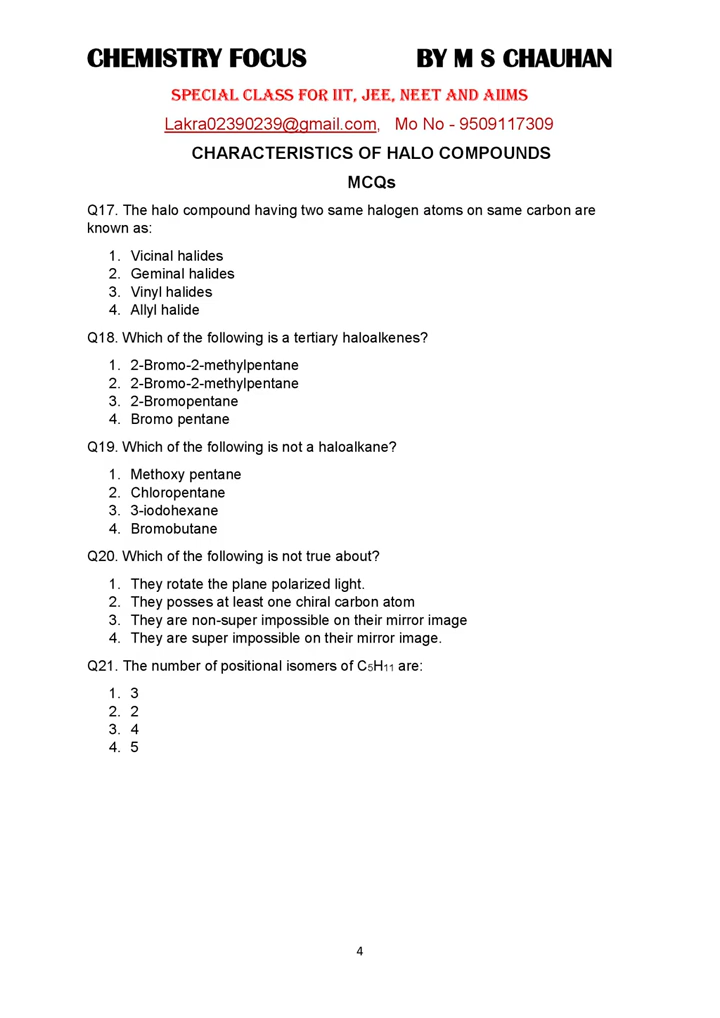 CHEMISTRY FOCUS BY M S CHAUHAN
SPECIAL CLASS FOR IIT, JEE, NEET AND AIIMS
Lakra02390239@gmail.com, Mo No - 9509117309
CHARACTERISTICS OF HALO COMPOUNDS
MCQs
Q17. The halo compound having two same halogen atoms on same carbon are
known as:
1. Vicinal halides
2. Geminal halides
3. Vinyl halides
4. Allyl halide
Q18. Which of the following is a tertiary haloalkenes?
1. 2-Bromo-2-methylpentane
2. 2-Bromo-2-methylpentane
3. 2-Bromopentane
4. Bromo pentane
Q19. Which of the following is not a haloalkane?
1. Methoxy pentane
2. Chloropentane
3. 3-iodohexane
4. Bromobutane
Q20. Which of the following is not true about?
1. They rotate the plane polarized light.
2. They posses at least one chiral carbon atom
3. They are non-super impossible on their mirror image
4. They are super impossible on their mirror image.
Q21. The number of positional isomers of C5H11 are:
1. 3
2. 2
3. 4
4. 5
4